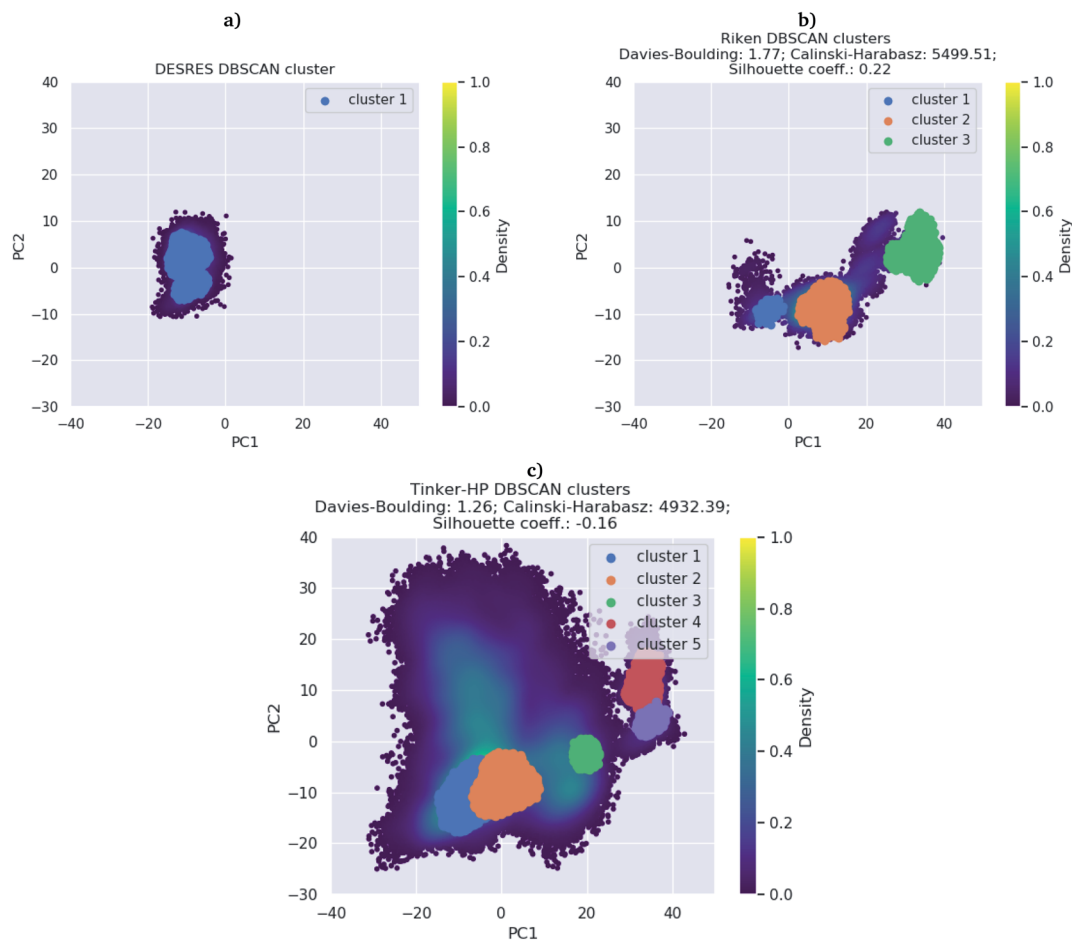 a)
DESRES DBSCAN cluster
cluster 1
40
30
20
10
0
−10
−20
−30
−40
−20
0
20
40
PC1
PC2
1.0
0.8
0.6
0.4
0.2
0.0
Density
b)
Riken DBSCAN clusters
Davies-Boulding: 1.77; Calinski-Harabasz: 5499.51;
Silhouette coeff.: 0.22
cluster 1
cluster 2
cluster 3
40
30
20
10
0
−10
−20
−30
−40
−20
0
20
40
PC1
PC2
1.0
0.8
0.6
0.4
0.2
0.0
Density
c)
Tinker-HP DBSCAN clusters
Davies-Boulding: 1.26; Calinski-Harabasz: 4932.39;
Silhouette coeff.: -0.16
cluster 1
cluster 2
cluster 3
cluster 4
cluster 5
40
30
20
10
0
−10
−20
−30
−40
−20
0
20
40
PC1
PC2
1.0
0.8
0.6
0.4
0.2
0.0
Density